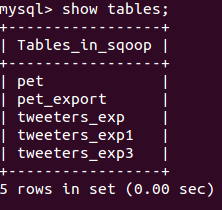 mysql> show tables;
+-----------------+
| Tables_in_sqoop |
+-----------------+
| pet             |
| pet_export      |
| tweeters_exp    |
| tweeters_exp1   |
| tweeters_exp3   |
+-----------------+
5 rows in set (0.00 sec)